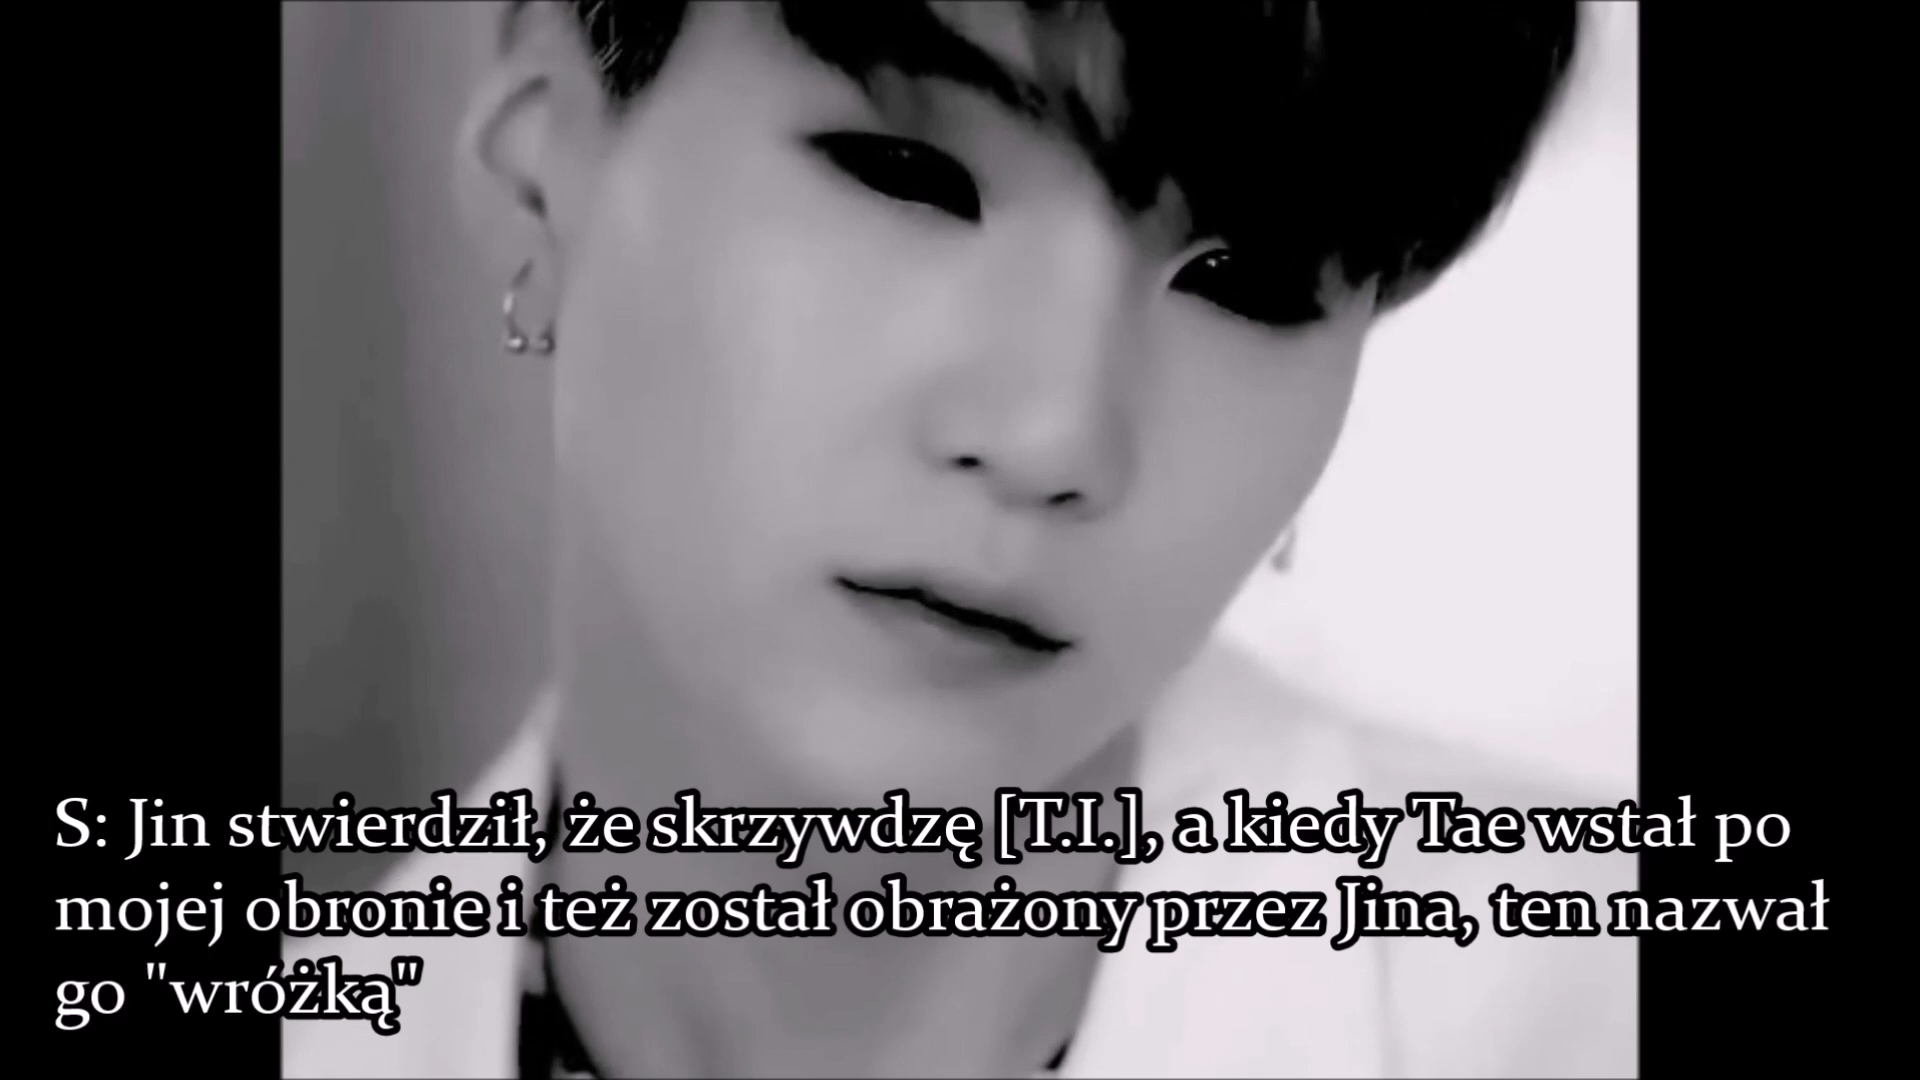 S: Jin stwierdził, że skrzywdzę [T.I.], a kiedy Tae wstał po
mojej obronie i też został obrażony przez Jina, ten nazwał
go "wróżką"